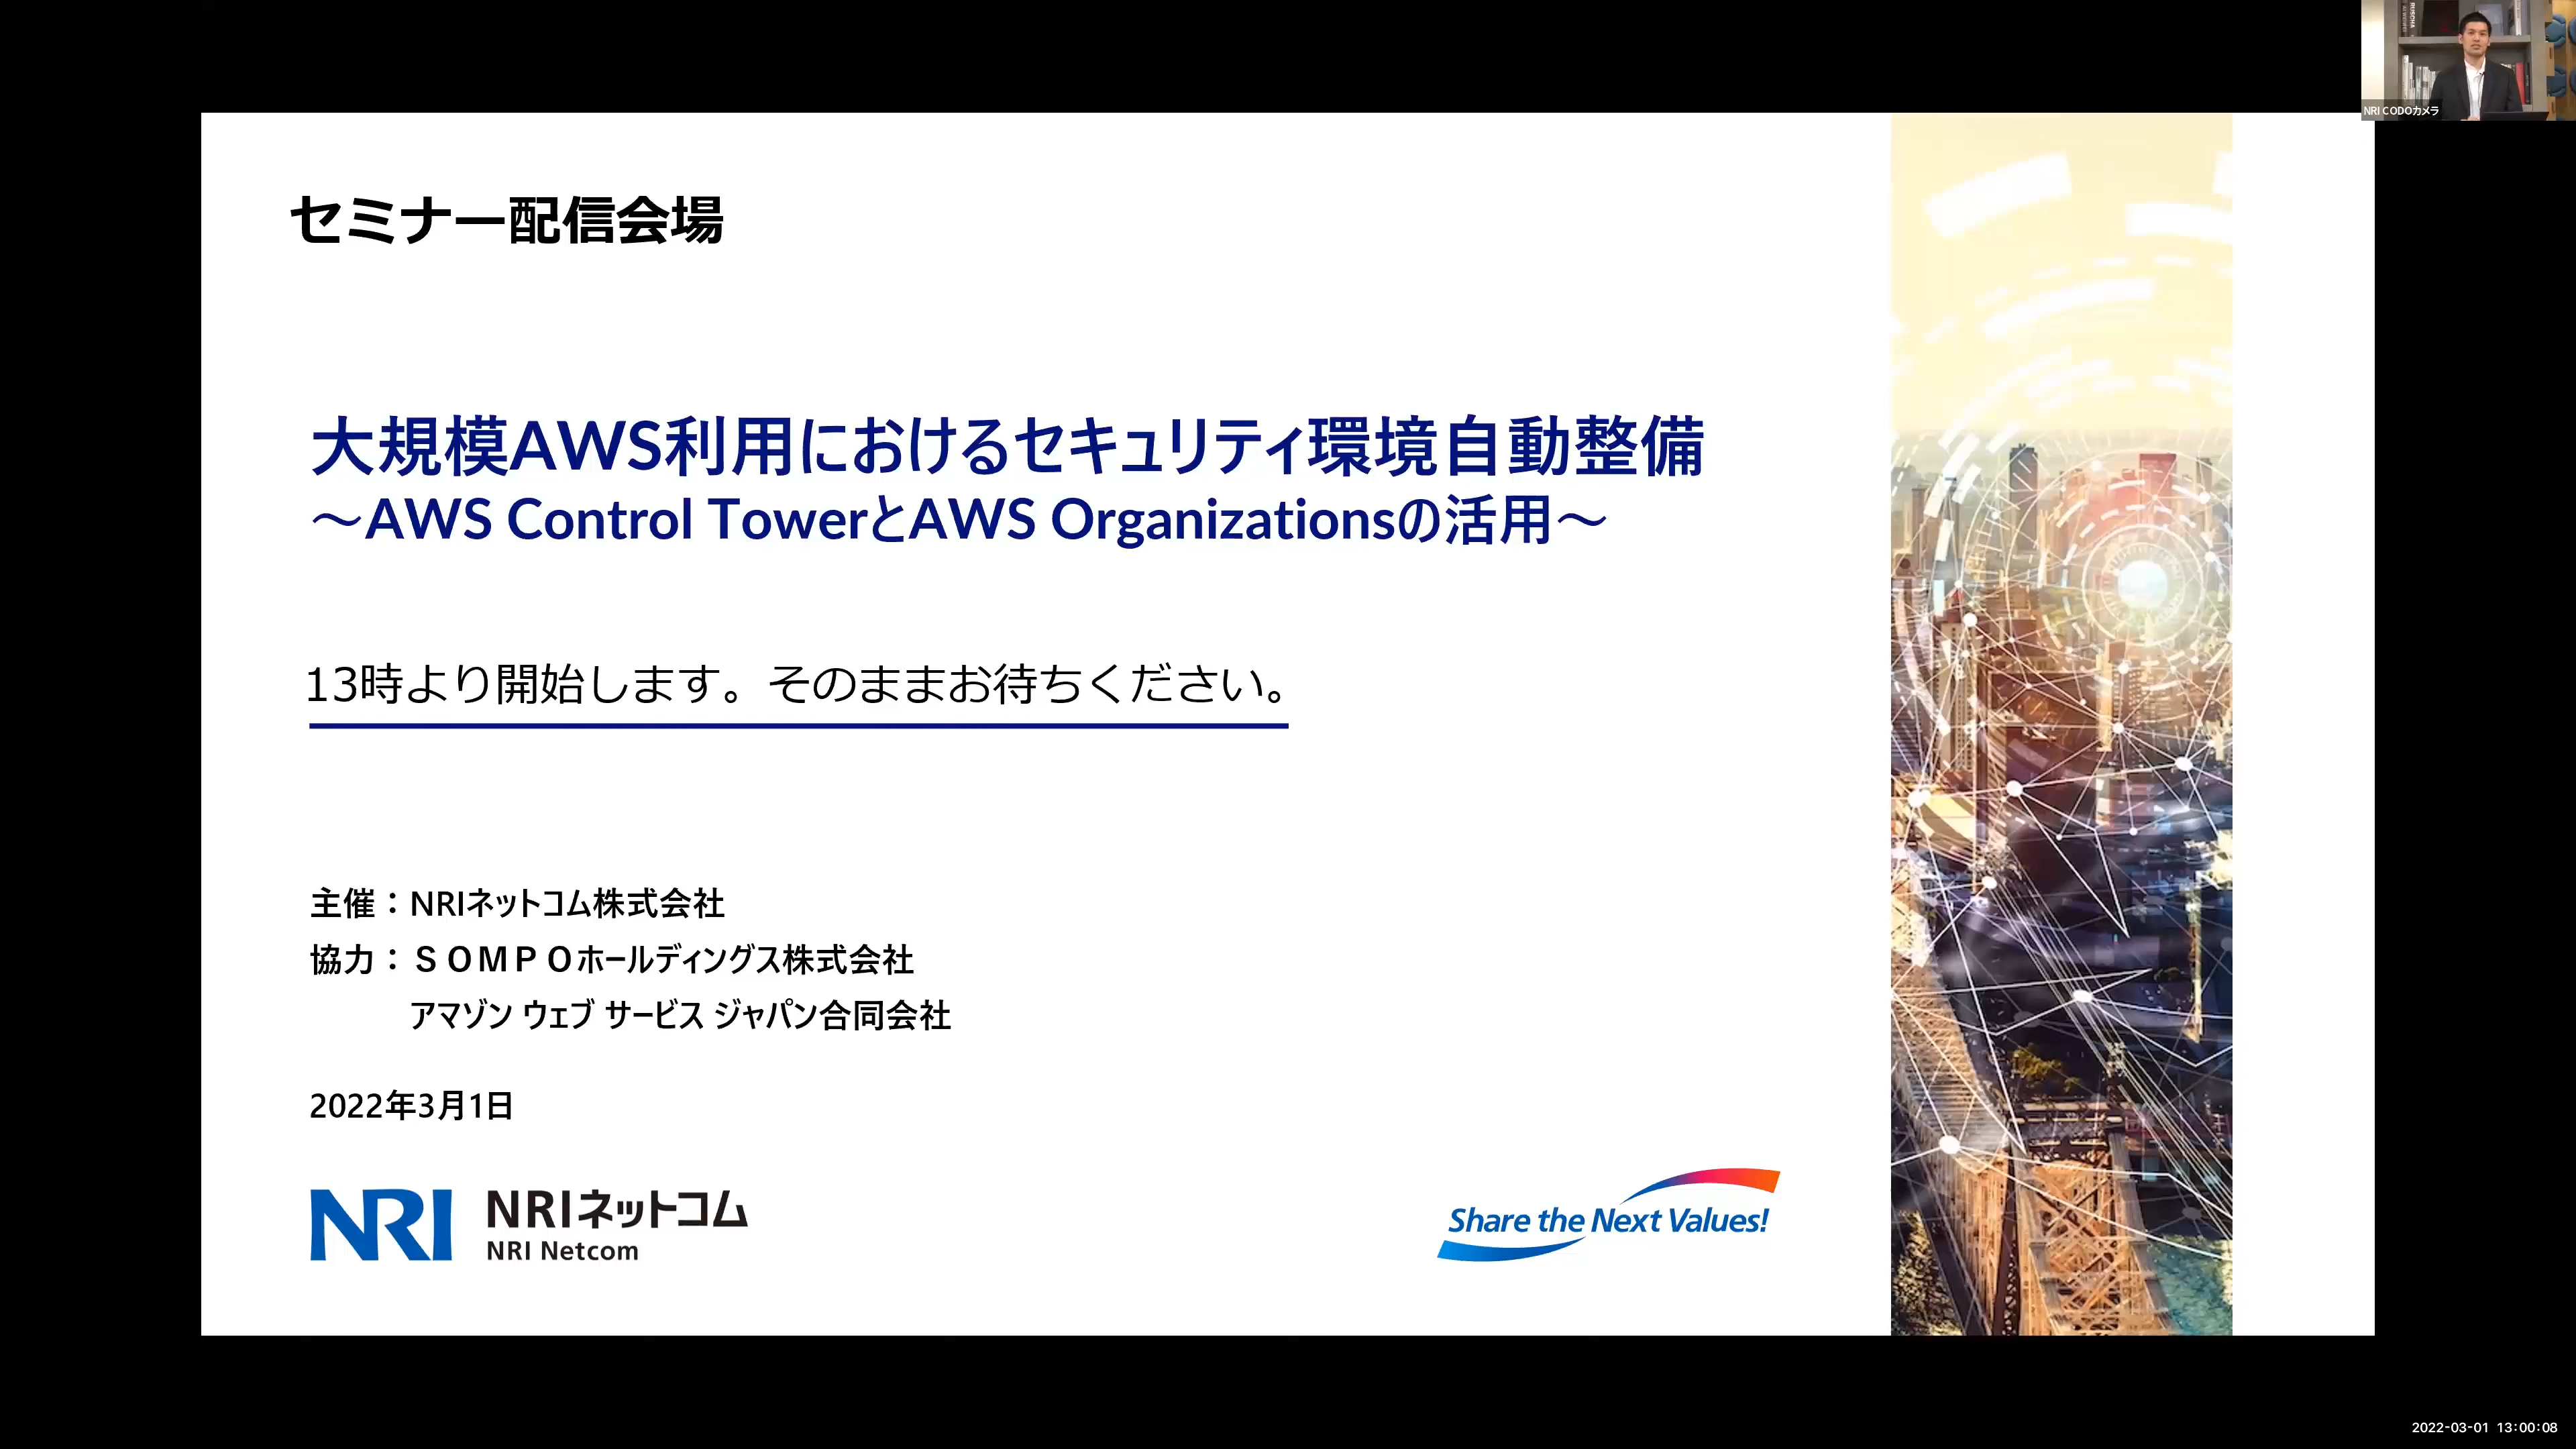 NRI CODOカメラ
セミナー配信会場
大規模AWS利用におけるセキュリティ環境自動整備
～AWS Control TowerとAWS Organizationsの活用～
13時より開始します。そのままお待ちください。
主催：NRIネットコム株式会社
協力：ＳＯＭＰＯホールディングス株式会社
アマゾン ウェブ サービス ジャパン合同会社
2022年3月1日
NRI NRIネットコム
NRI Netcom
Share the Next Values!
2022-03-01 13:00:08